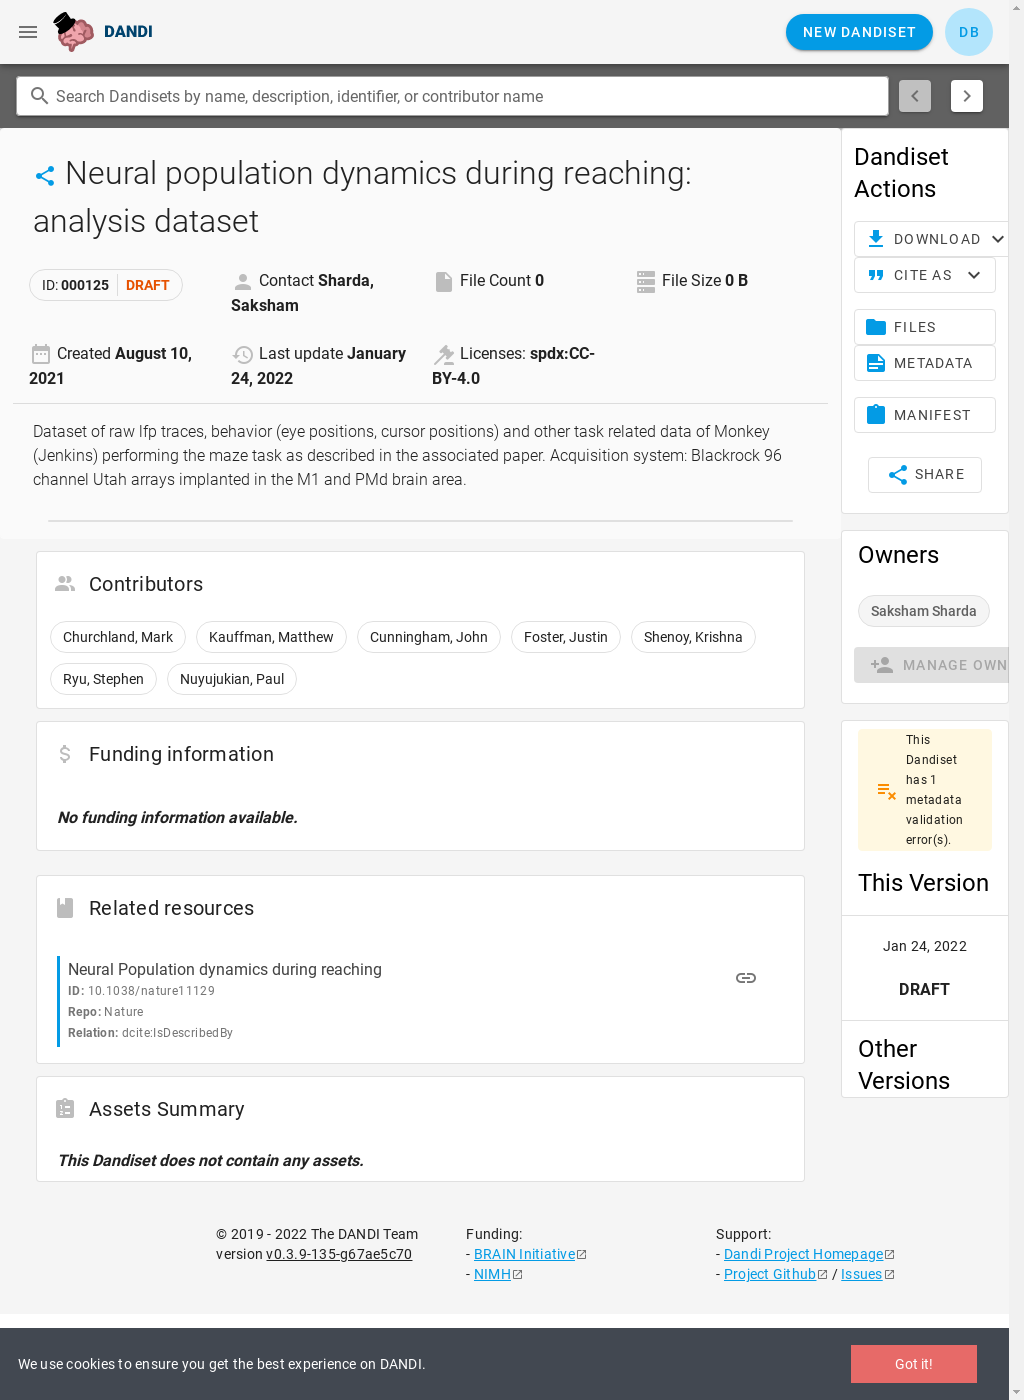 DANDI
NEW DANDISET
DB
Search Dandisets by name, description, identifier, or contributor name
Neural population dynamics during reaching:
analysis dataset
ID: 000125 DRAFT
Contact Sharda,
Saksham
File Count 0
File Size 0 B
Created August 10,
2021
Last update January
24, 2022
Licenses: spdx:CC-
BY-4.0
Dataset of raw lfp traces, behavior (eye positions, cursor positions) and other task related data of Monkey
(Jenkins) performing the maze task as described in the associated paper. Acquisition system: Blackrock 96
channel Utah arrays implanted in the M1 and PMd brain area.
Contributors
Churchland, Mark
Kauffman, Matthew
Cunningham, John
Foster, Justin
Shenoy, Krishna
Ryu, Stephen
Nuyujukian, Paul
Funding information
No funding information available.
Related resources
Neural Population dynamics during reaching
ID: 10.1038/nature11129
Repo: Nature
Relation: dcite:IsDescribedBy
Assets Summary
This Dandiset does not contain any assets.
Dandiset
Actions
DOWNLOAD
CITE AS
FILES
METADATA
MANIFEST
SHARE
Owners
Saksham Sharda
MANAGE OWN
This
Dandiset
has 1
metadata
validation
error(s).
This Version
Jan 24, 2022
DRAFT
Other
Versions
© 2019 - 2022 The DANDI Team
version v0.3.9-135-g67ae5c70
Funding:
- BRAIN Initiative
- NIMH
Support:
- Dandi Project Homepage
- Project Github / Issues
We use cookies to ensure you get the best experience on DANDI.
Got it!